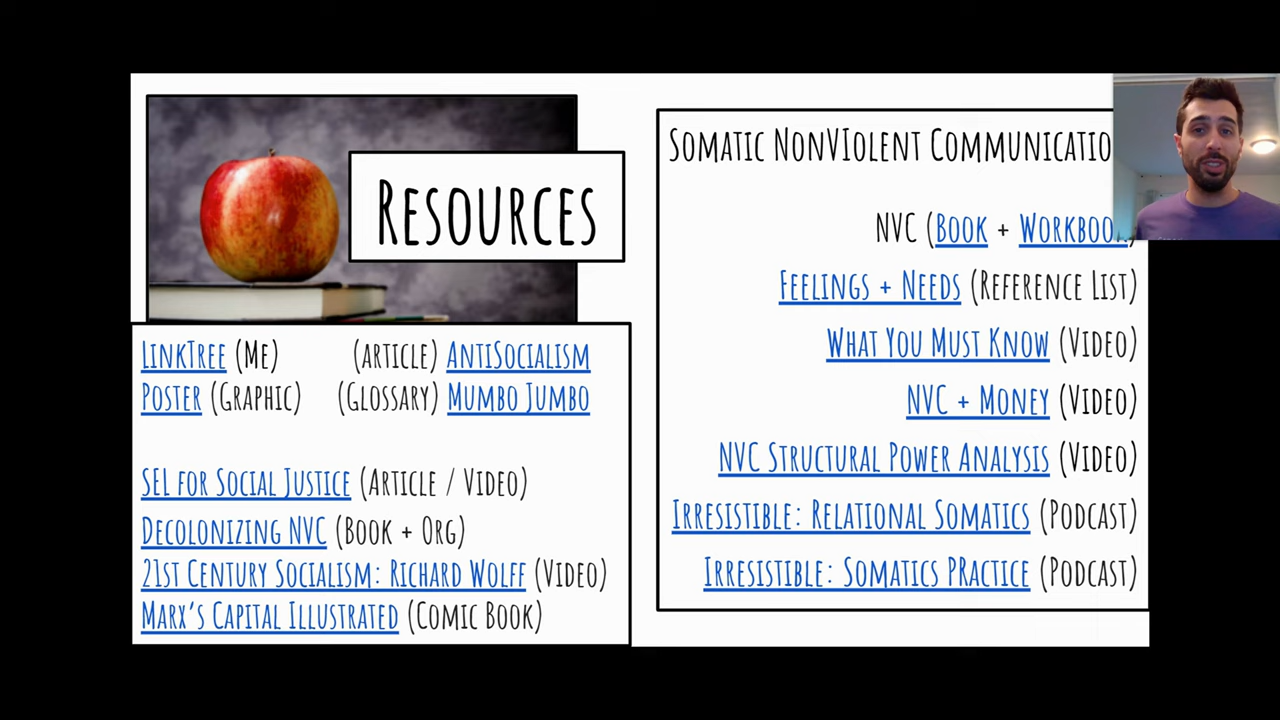 Resources
LinkTree (Me) (article) AntiSocialism
Poster (Graphic) (Glossary) Mumbo Jumbo
SEL for Social Justice (Article / Video)
Decolonizing NVC (Book + Org)
21st Century Socialism: Richard Wolff (Video)
Marx's Capital Illustrated (Comic Book)
Somatic NonViolent Communicatio
NVC (Book + Workbook)
Feelings + Needs (Reference List)
What You Must Know (Video)
NVC + Money (Video)
NVC Structural Power Analysis (Video)
Irresistible: Relational Somatics (Podcast)
Irresistible: Somatics Practice (Podcast)